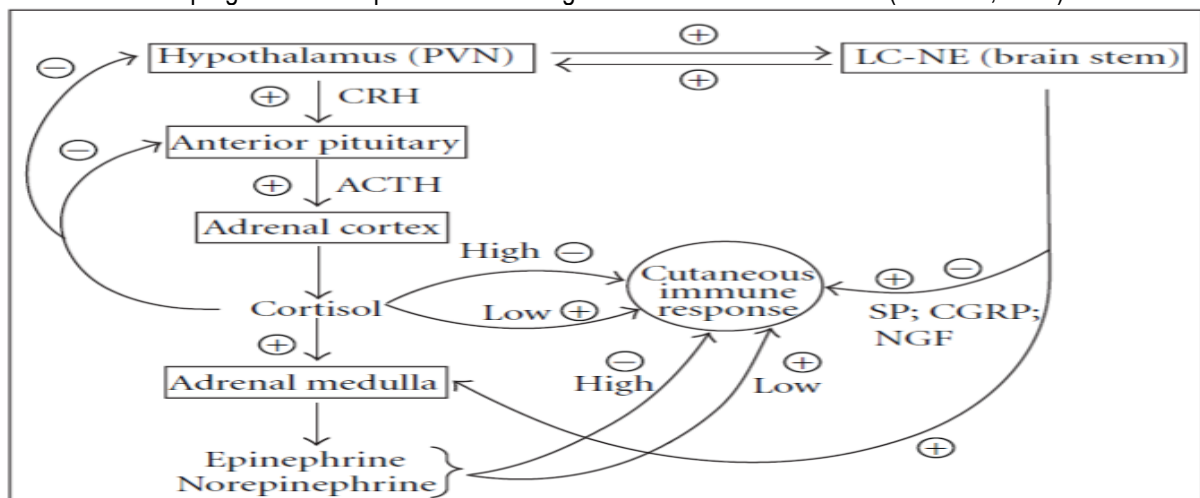 Hypothalamus (PVN)
LC-NE (brain stem)
CRH
Anterior pituitary
ACTH
Adrenal cortex
High
Cutaneous
immune
response
Cortisol
Low
SP; CGRP;
NGF
Adrenal medulla
High
Low
Epinephrine
Norepinephrine